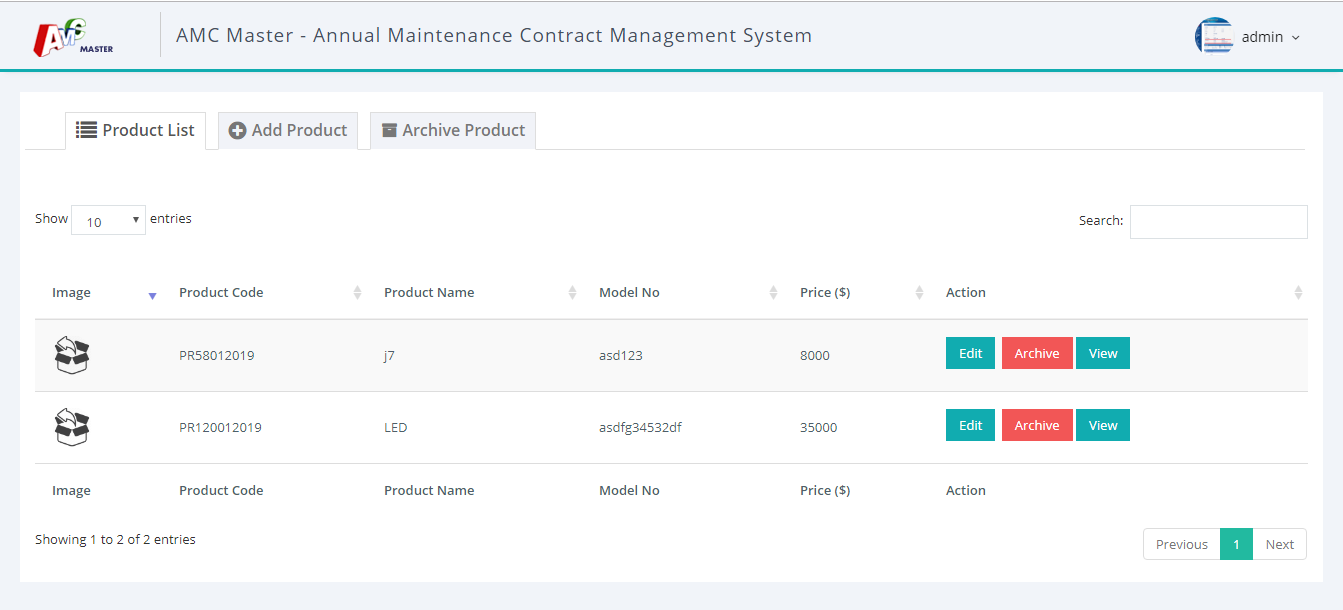 AMC MASTER
AMC Master - Annual Maintenance Contract Management System
admin
Product List Add Product Archive Product
Show 10 entries Search:
Image Product Code Product Name Model No Price ($) Action
PR58012019 j7 asd123 8000 Edit Archive View
PR120012019 LED asdfg34532df 35000 Edit Archive View
Image Product Code Product Name Model No Price ($) Action
Showing 1 to 2 of 2 entries
Previous 1 Next